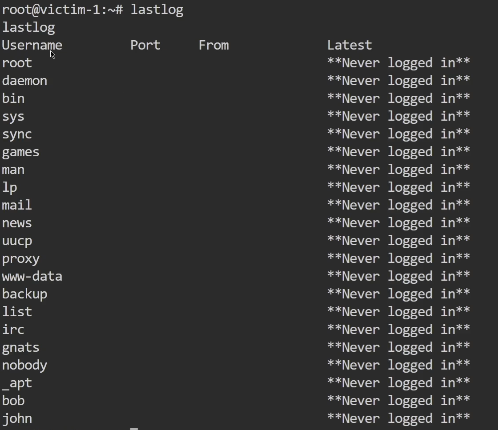 root@victim-1:~# lastlog
lastlog
Username Port From Latest
root **Never logged in**
daemon **Never logged in**
bin **Never logged in**
sys **Never logged in**
sync **Never logged in**
games **Never logged in**
man **Never logged in**
lp **Never logged in**
mail **Never logged in**
news **Never logged in**
uucp **Never logged in**
proxy **Never logged in**
www-data **Never logged in**
backup **Never logged in**
list **Never logged in**
irc **Never logged in**
gnats **Never logged in**
nobody **Never logged in**
_apt **Never logged in**
bob **Never logged in**
john **Never logged in**